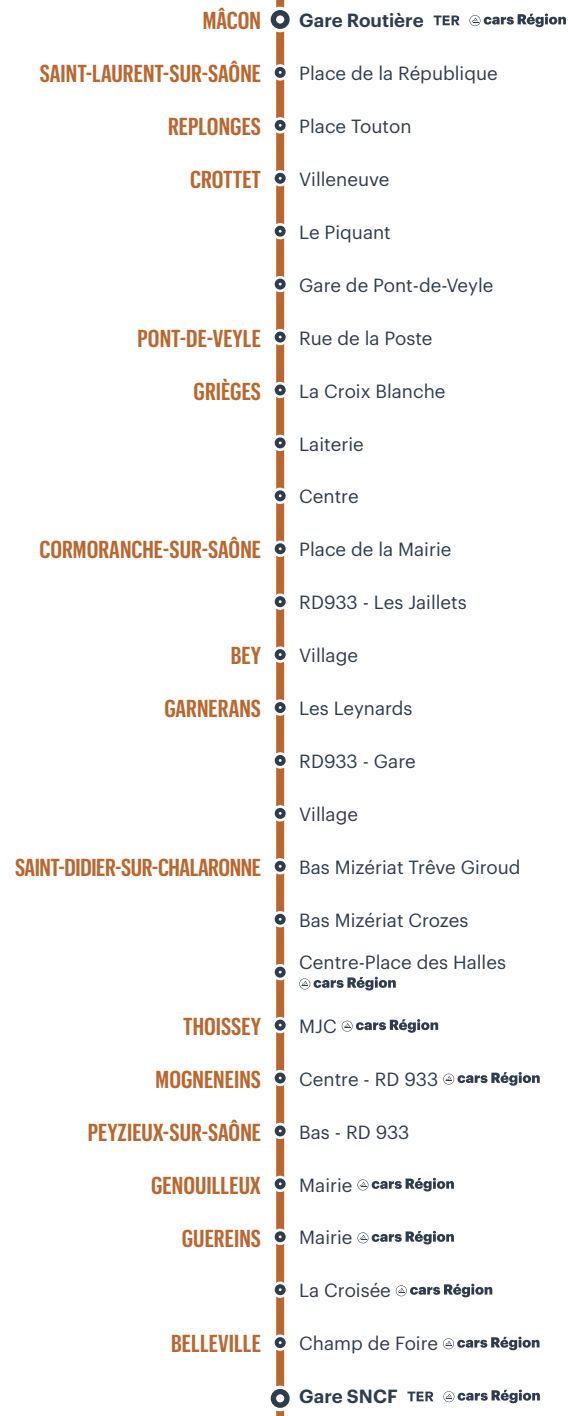 MÂCON Gare Routière TER cars Région
SAINT-LAURENT-SUR-SAÔNE Place de la République
REPLONGES Place Touton
CROTTET Villeneuve
Le Piquant
Gare de Pont-de-Veyle
PONT-DE-VEYLE Rue de la Poste
GRIÈGES La Croix Blanche
Laiterie
Centre
CORMORANCHE-SUR-SAÔNE Place de la Mairie
RD933 - Les Jaillets
BEY Village
GARNERANS Les Leynards
RD933 - Gare
Village
SAINT-DIDIER-SUR-CHALARONNE Bas Mizériat Trêve Giroud
Bas Mizériat Crozes
Centre-Place des Halles
cars Région
THOISSEY MJC cars Région
MOGNENEINS Centre - RD 933 cars Région
PEYZIEUX-SUR-SAÔNE Bas - RD 933
GENOUILLEUX Mairie cars Région
GUEREINS Mairie cars Région
La Croisée cars Région
BELLEVILLE Champ de Foire cars Région
Gare SNCF TER cars Région